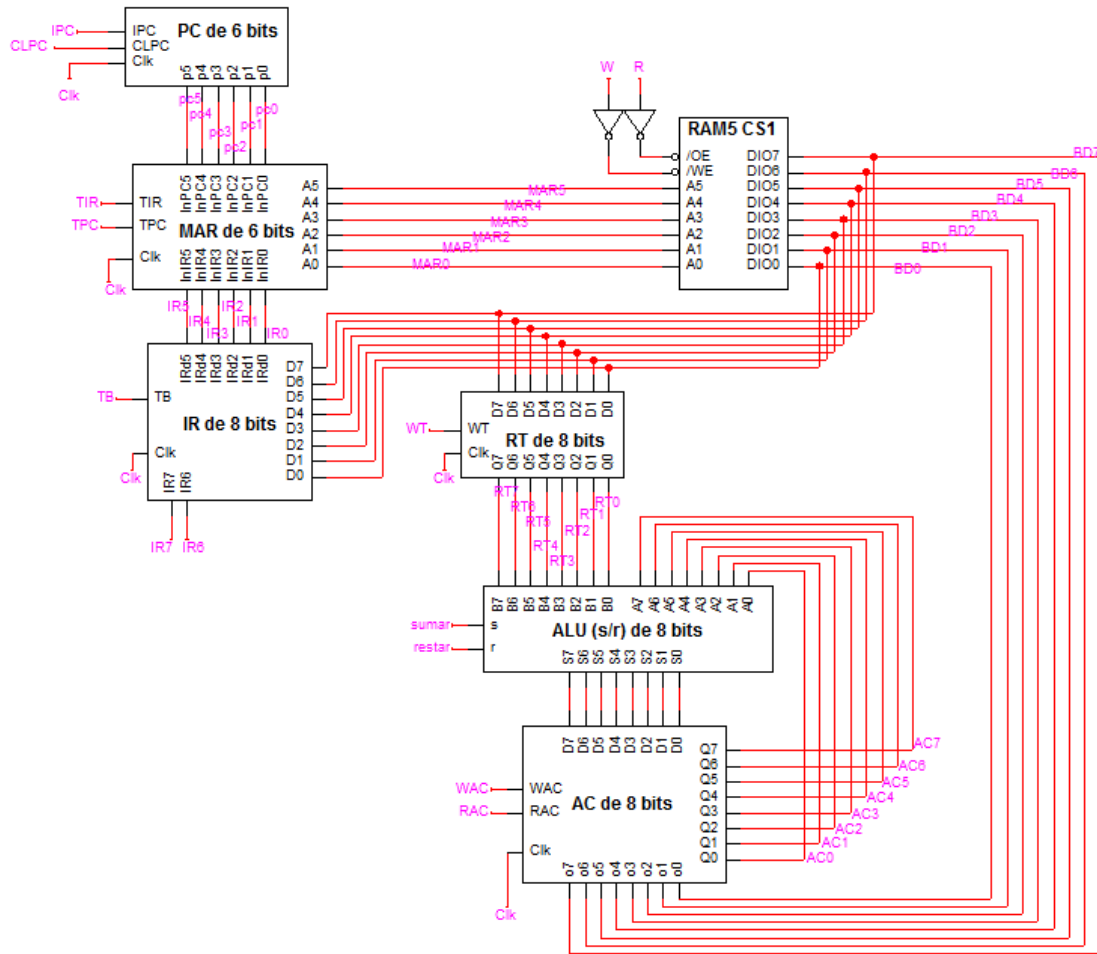 PC de 6 bits
IPC IPC
CLPC CLPC
Clk Clk
p5 p4 p3 p2 p1 p0
pc5 pc4 pc3 pc2 pc1 pc0
W R
RAM5 CS1
/OE DIO7 BD7
/WE DIO6 BD6
A5 DIO5 BD5
A4 DIO4 BD4
A3 DIO3 BD3
A2 DIO2 BD2
A1 DIO1 BD1
A0 DIO0 BD0
InPC5 InPC4 InPC3 InPC2 InPC1 InPC0
TIR TIR
TPC TPC
MAR de 6 bits
Clk Clk
InIR5 InIR4 InIR3 InIR2 InIR1 InIR0
A5 MAR5
A4 MAR4
A3 MAR3
A2 MAR2
A1 MAR1
A0 MAR0
IR5 IR4 IR3 IR2 IR1 IR0
IRd5 IRd4 IRd3 IRd2 IRd1 IRd0
TB TB
IR de 8 bits
Clk Clk
D7
D6
D5
D4
D3
D2
D1
D0
IR7 IR6
IR7 IR6
D7 D6 D5 D4 D3 D2 D1 D0
WT WT
RT de 8 bits
Clk Clk
Q7 Q6 Q5 Q4 Q3 Q2 Q1 Q0
RT7 RT6 RT5 RT4 RT3 RT2 RT1 RT0
B7 B6 B5 B4 B3 B2 B1 B0 A7 A6 A5 A4 A3 A2 A1 A0
sumar s
restar r
ALU (s/r) de 8 bits
S7 S6 S5 S4 S3 S2 S1 S0
D7 D6 D5 D4 D3 D2 D1 D0
WAC WAC
RAC RAC
AC de 8 bits
Clk Clk
Q7 AC7
Q6 AC6
Q5 AC5
Q4 AC4
Q3 AC3
Q2 AC2
Q1 AC1
Q0 AC0
o7 o6 o5 o4 o3 o2 o1 o0